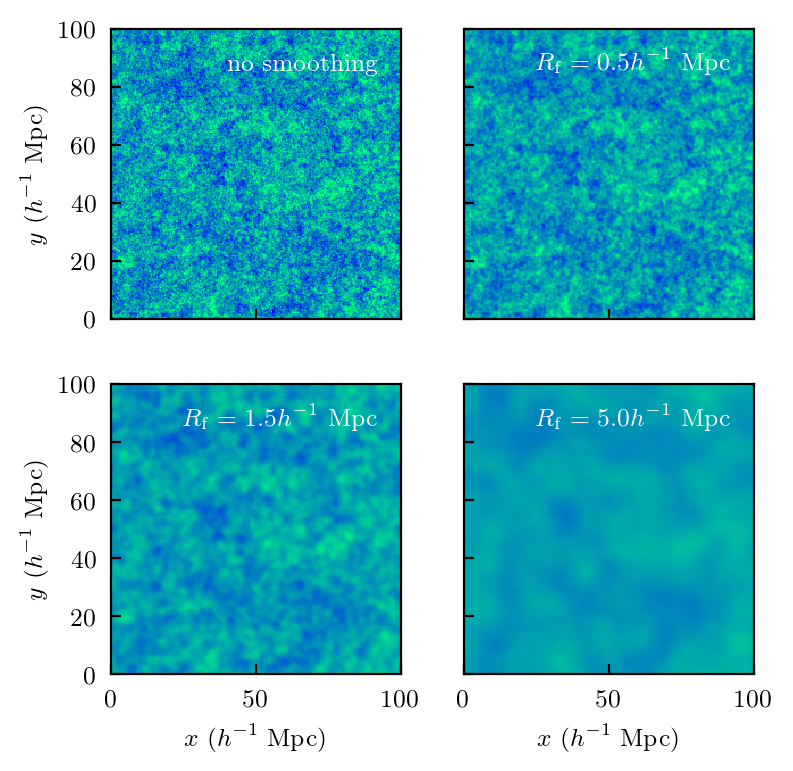 100
80
60
40
20
0
y (h⁻¹ Mpc)
no smoothing
R_f = 0.5h⁻¹ Mpc
100
80
60
40
20
0
y (h⁻¹ Mpc)
R_f = 1.5h⁻¹ Mpc
0 50 100
x (h⁻¹ Mpc)
R_f = 5.0h⁻¹ Mpc
0 50 100
x (h⁻¹ Mpc)